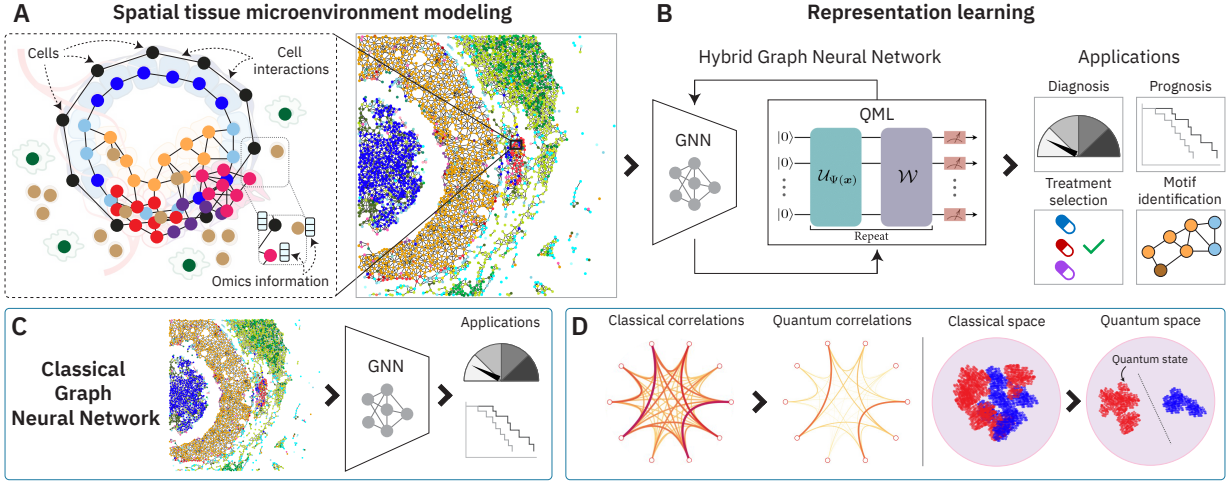 A
Spatial tissue microenvironment modeling
Cells
Cell
interactions
Omics information
B
Representation learning
Hybrid Graph Neural Network
GNN
QML
|0⟩
|0⟩
|0⟩
𝒰Ψ(𝒙)
𝒲
Repeat
Applications
Diagnosis
Prognosis
Treatment
selection
Motif
identification
C
Classical
Graph
Neural Network
GNN
Applications
D
Classical correlations
Quantum correlations
Classical space
Quantum space
Quantum state